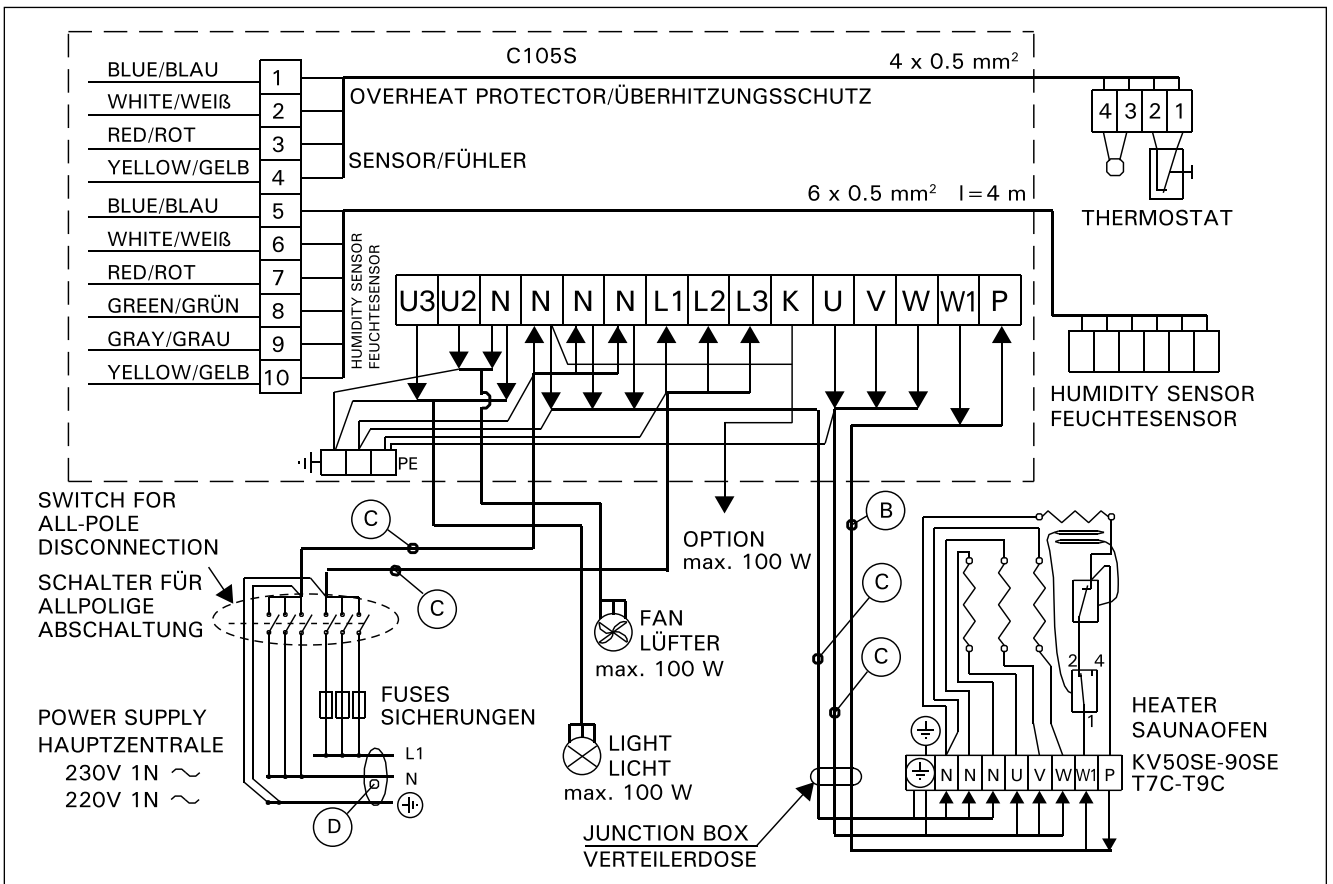 C105S
4 x 0.5 mm²
BLUE/BLAU 1
WHITE/WEIß 2
RED/ROT 3
YELLOW/GELB 4
BLUE/BLAU 5
WHITE/WEIß 6
RED/ROT 7
GREEN/GRÜN 8
GRAY/GRAU 9
YELLOW/GELB 10
OVERHEAT PROTECTOR/ÜBERHITZUNGSSCHUTZ
SENSOR/FÜHLER
4 3 2 1
THERMOSTAT
6 x 0.5 mm² l=4 m
HUMIDITY SENSOR
FEUCHTESENSOR
U3 U2 N N N N L1 L2 L3 K U V W W1 P
HUMIDITY SENSOR
FEUCHTESENSOR
PE
SWITCH FOR
ALL-POLE
DISCONNECTION
SCHALTER FÜR
ALLPOLIGE
ABSCHALTUNG
C
C
B
C
C
OPTION
max. 100 W
FAN
LÜFTER
max. 100 W
LIGHT
LICHT
max. 100 W
FUSES
SICHERUNGEN
POWER SUPPLY
HAUPTZENTRALE
230V 1N ~
220V 1N ~
L1
N
D
JUNCTION BOX
VERTEILERDOSE
2 4
1
HEATER
SAUNAOFEN
KV50SE-90SE
T7C-T9C
N N N U V W W1 P